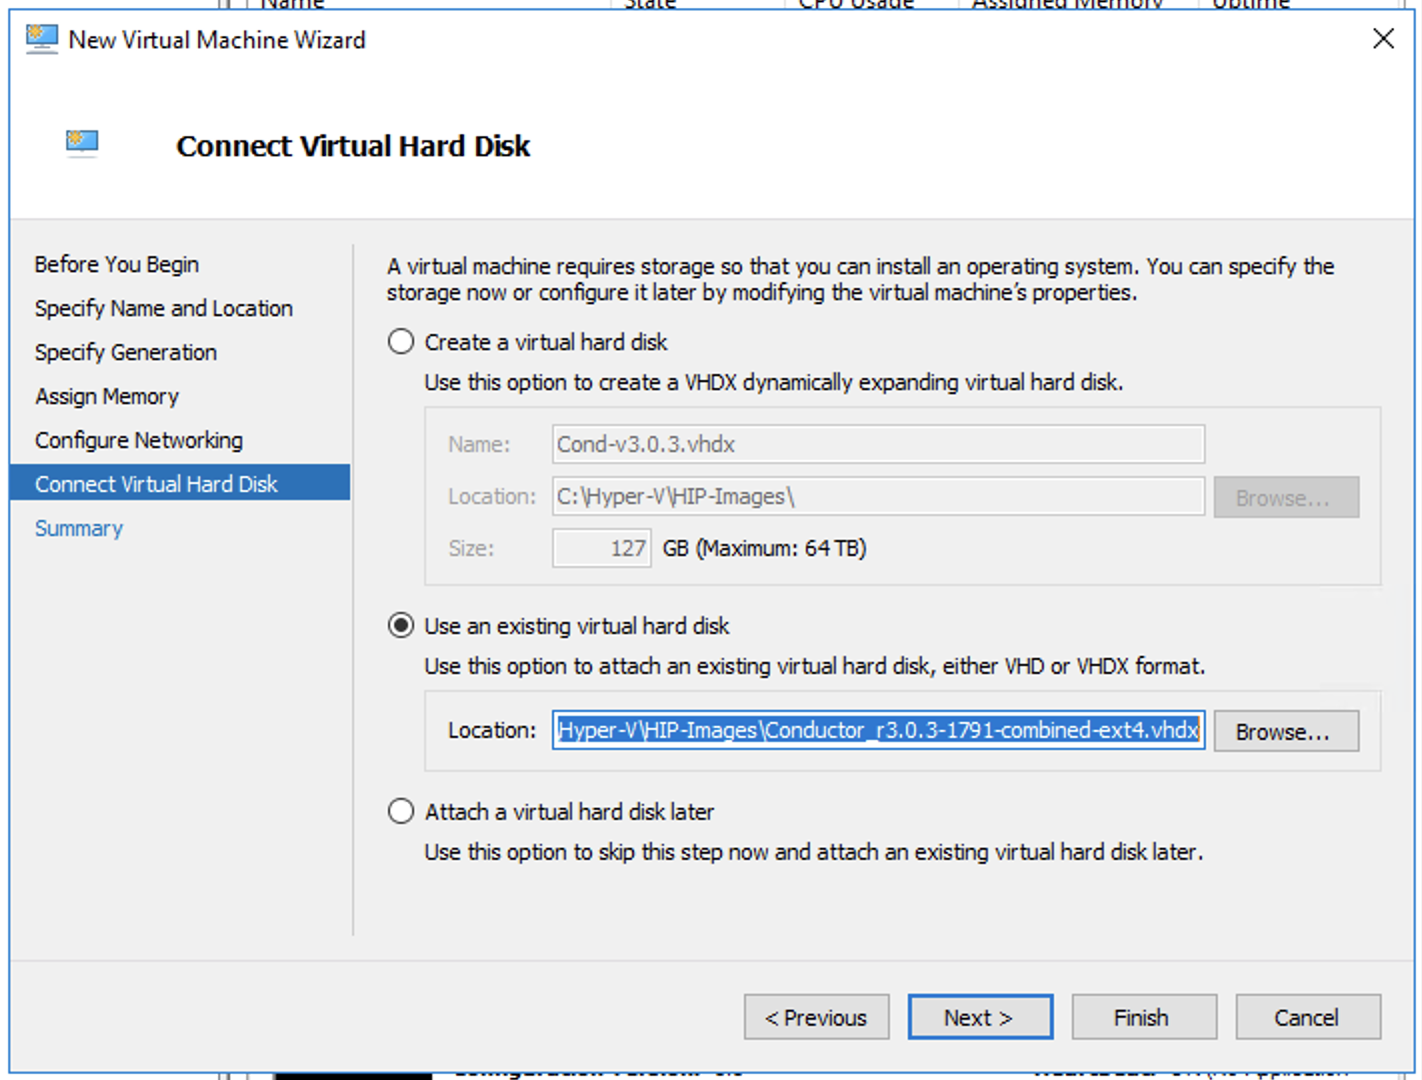 Name State CPU Usage Assigned Memory Uptime
New Virtual Machine Wizard
Connect Virtual Hard Disk
Before You Begin
Specify Name and Location
Specify Generation
Assign Memory
Configure Networking
Connect Virtual Hard Disk
Summary
A virtual machine requires storage so that you can install an operating system. You can specify the
storage now or configure it later by modifying the virtual machine’s properties.
Create a virtual hard disk
Use this option to create a VHDX dynamically expanding virtual hard disk.
Name: Cond-v3.0.3.vhdx
Location: C:\Hyper-V\HIP-Images\ Browse...
Size: 127 GB (Maximum: 64 TB)
Use an existing virtual hard disk
Use this option to attach an existing virtual hard disk, either VHD or VHDX format.
Location: Hyper-V\HIP-Images\Conductor_r3.0.3-1791-combined-ext4.vhdx Browse...
Attach a virtual hard disk later
Use this option to skip this step now and attach an existing virtual hard disk later.
< Previous Next > Finish Cancel